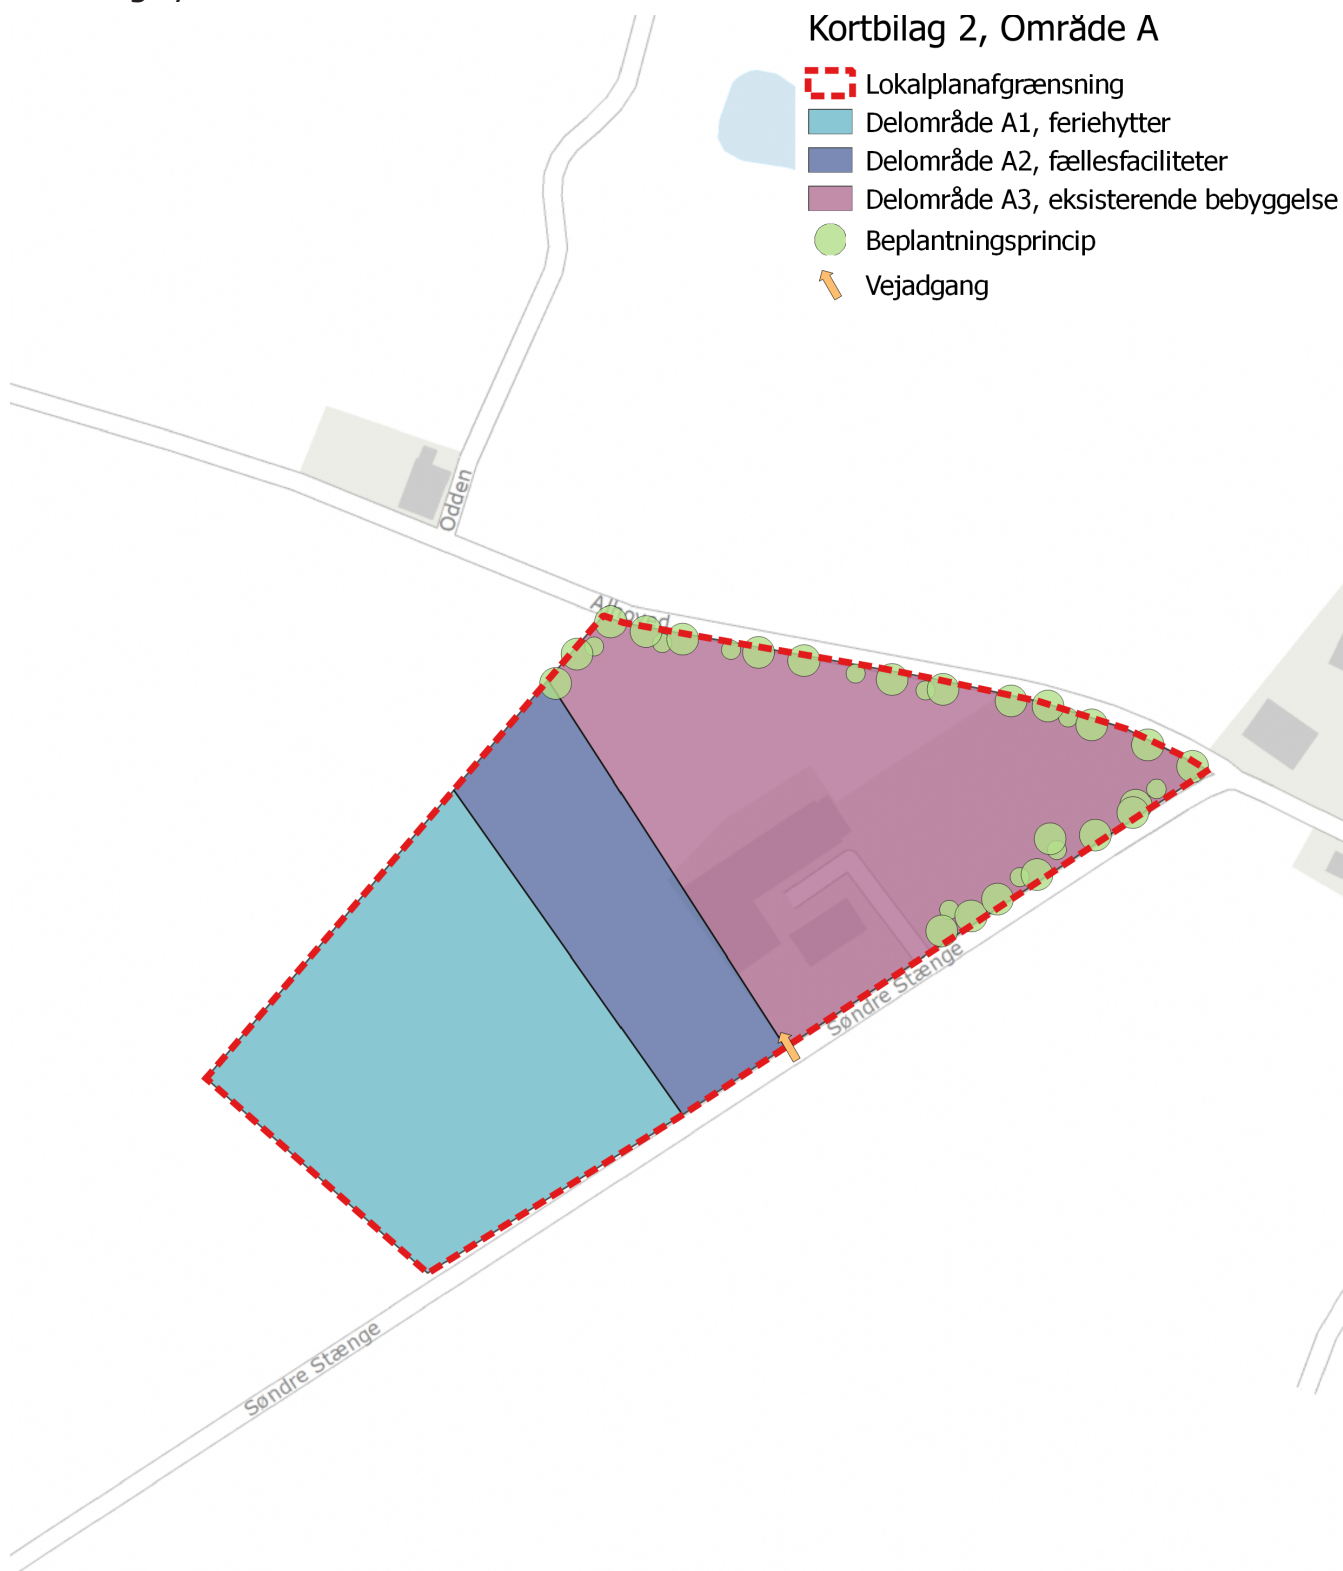 Kortbilag 2, Område A
Lokalplanafgrænsning
Delområde A1, feriehytter
Delområde A2, fællesfaciliteter
Delområde A3, eksisterende bebyggelse
Beplantningsprincip
Vejadgang
Odden
Søndre Stænge
Søndre Stænge